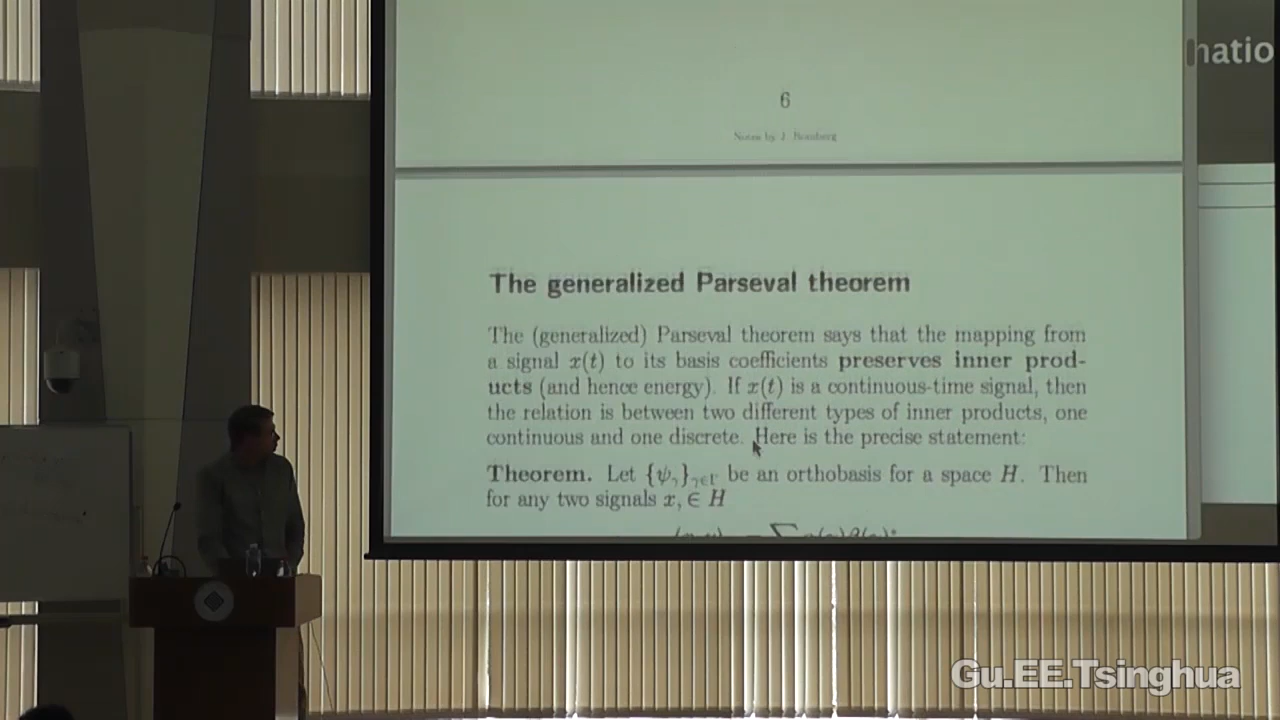 natio
6
Notes by J. Romberg
The generalized Parseval theorem
The (generalized) Parseval theorem says that the mapping from
a signal x(t) to its basis coefficients preserves inner prod-
ucts (and hence energy). If x(t) is a continuous-time signal, then
the relation is between two different types of inner products, one
continuous and one discrete. Here is the precise statement:
Theorem. Let {ψγ}γ∈Γ be an orthobasis for a space H. Then
for any two signals x, ∈ H
Gu.EE.Tsinghua